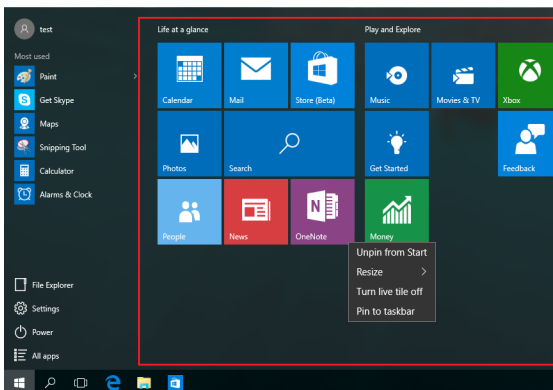 test
Most used
Paint
Get Skype
Maps
Snipping Tool
Calculator
Alarms & Clock
File Explorer
Settings
Power
All apps
Life at a glance
Calendar
Mail
Store (Beta)
Photos
Search
People
News
OneNote
Play and Explore
Music
Movies & TV
Xbox
Get Started
Feedback
Money
Unpin from Start
Resize
Turn live tile off
Pin to taskbar